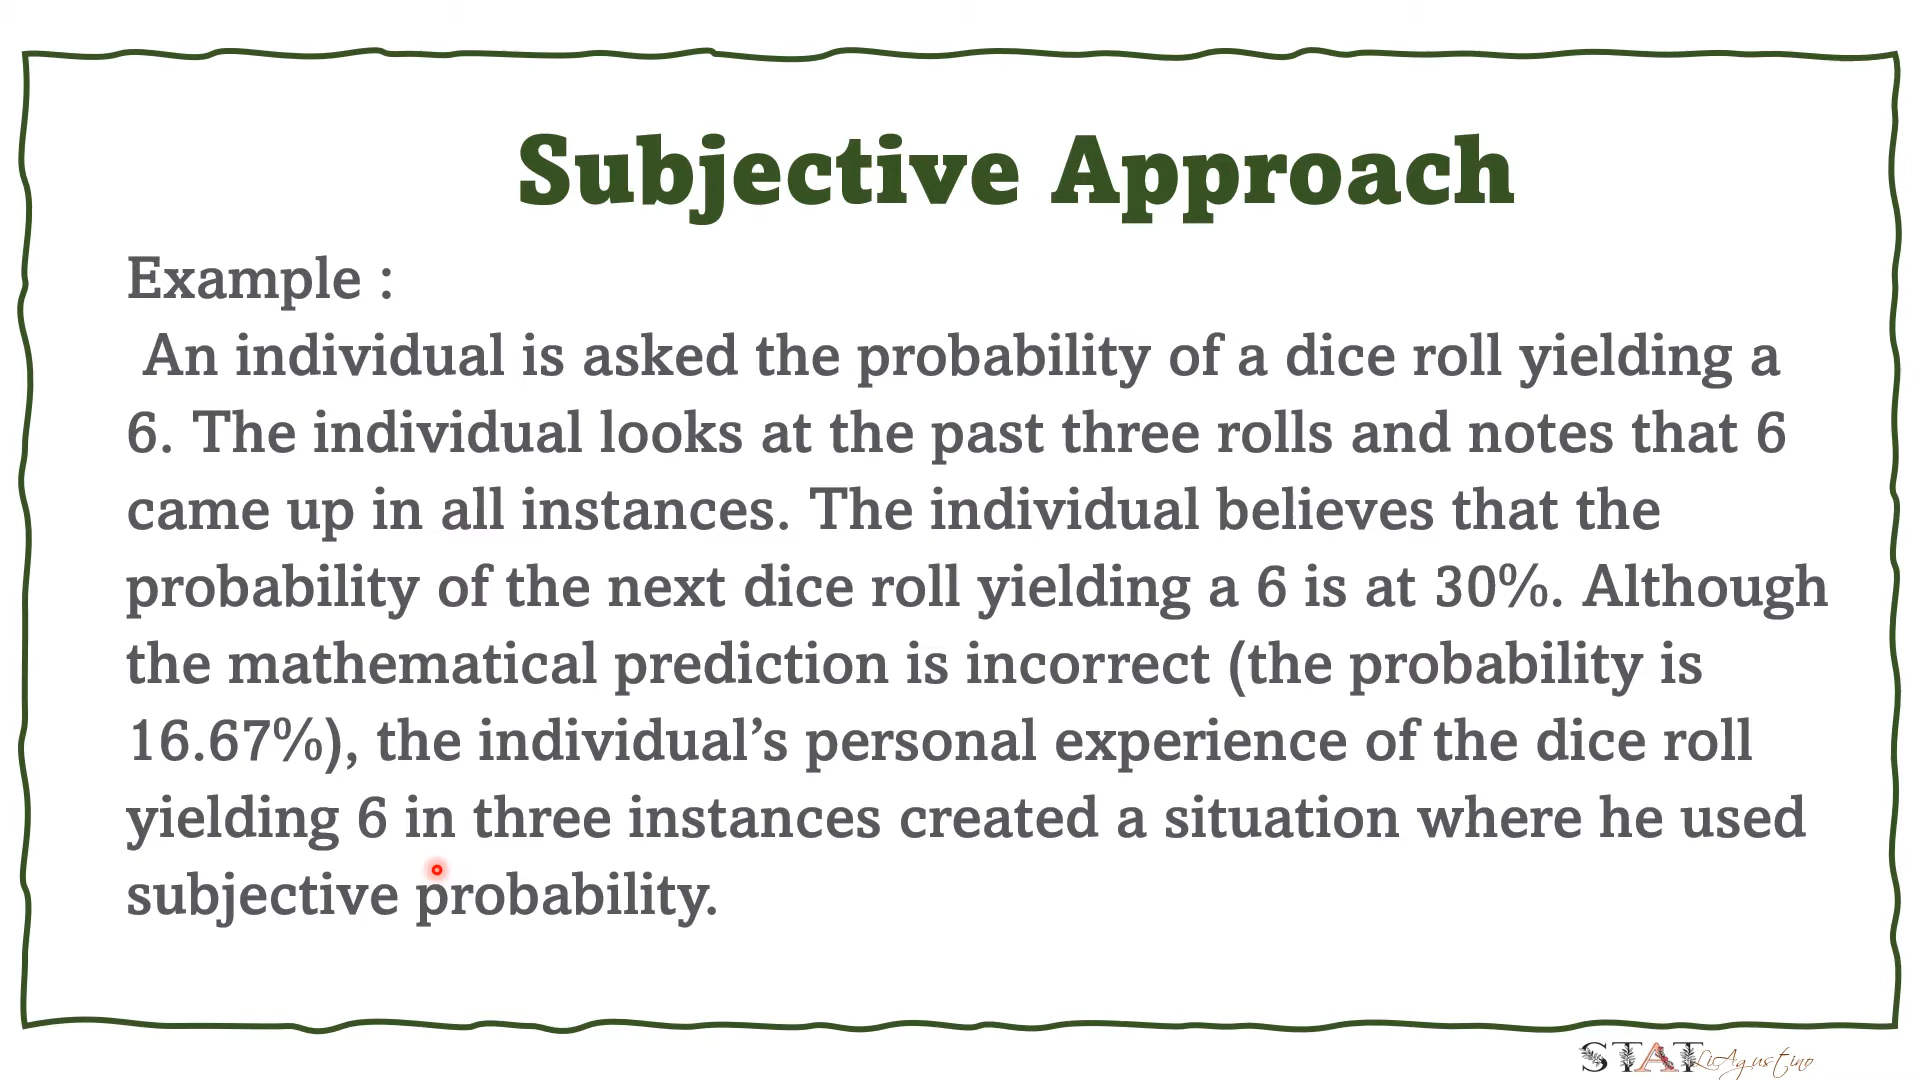 Subjective Approach
Example :
An individual is asked the probability of a dice roll yielding a
6. The individual looks at the past three rolls and notes that 6
came up in all instances. The individual believes that the
probability of the next dice roll yielding a 6 is at 30%. Although
the mathematical prediction is incorrect (the probability is
16.67%), the individual’s personal experience of the dice roll
yielding 6 in three instances created a situation where he used
subjective probability.
STAT LiAgustino